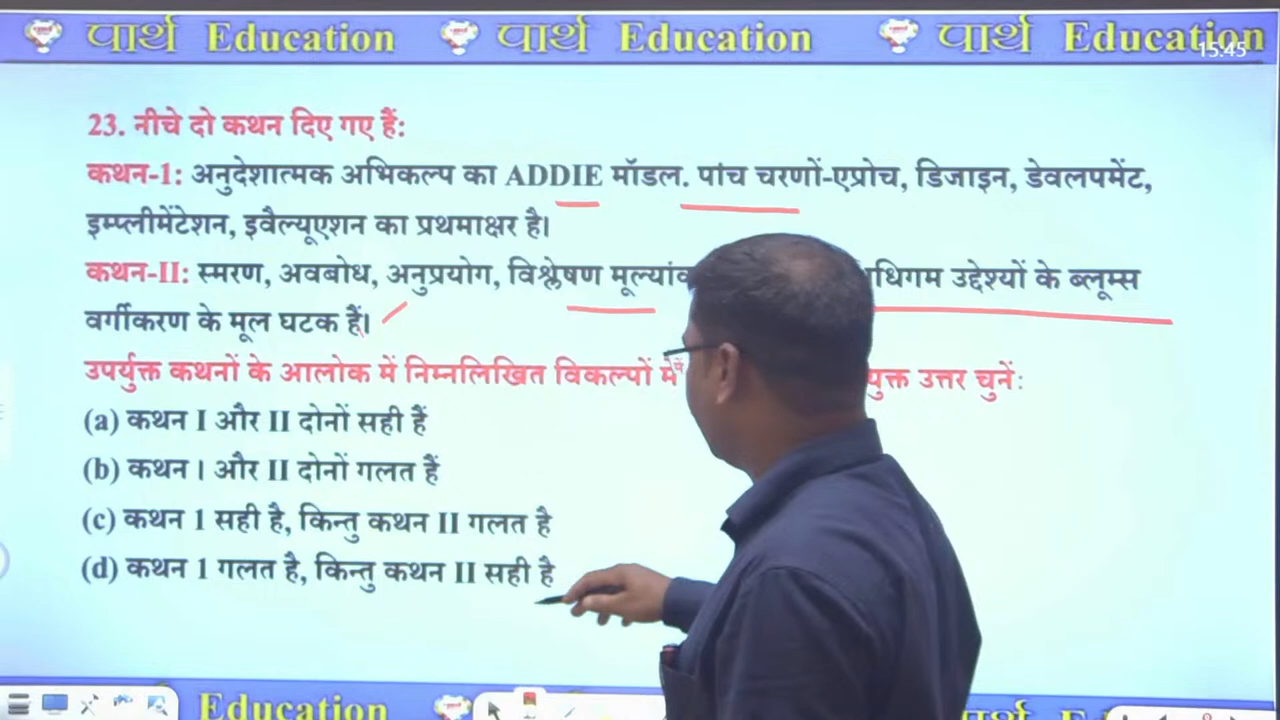 पार्थ Education पार्थ Education पार्थ Education
15:45
23. नीचे दो कथन दिए गए हैं:
कथन-1: अनुदेशात्मक अभिकल्प का ADDIE मॉडल. पांच चरणों-एप्रोच, डिजाइन, डेवलपमेंट,
इम्प्लीमेंटेशन, इवैल्यूएशन का प्रथमाक्षर है।
कथन-II: स्मरण, अवबोध, अनुप्रयोग, विश्लेषण उद्देश्यों के ब्लूम्स
वर्गीकरण के मूल घटक हैं।
उपर्युक्त कथनों के आलोक में निम्नलिखित विकल्पों में उत्तर चुनें:
(a) कथन I और II दोनों सही हैं
(b) कथन । और II दोनों गलत हैं
(c) कथन 1 सही है, किन्तु कथन II गलत है
(d) कथन 1 गलत है, किन्तु कथन II सही है
Education